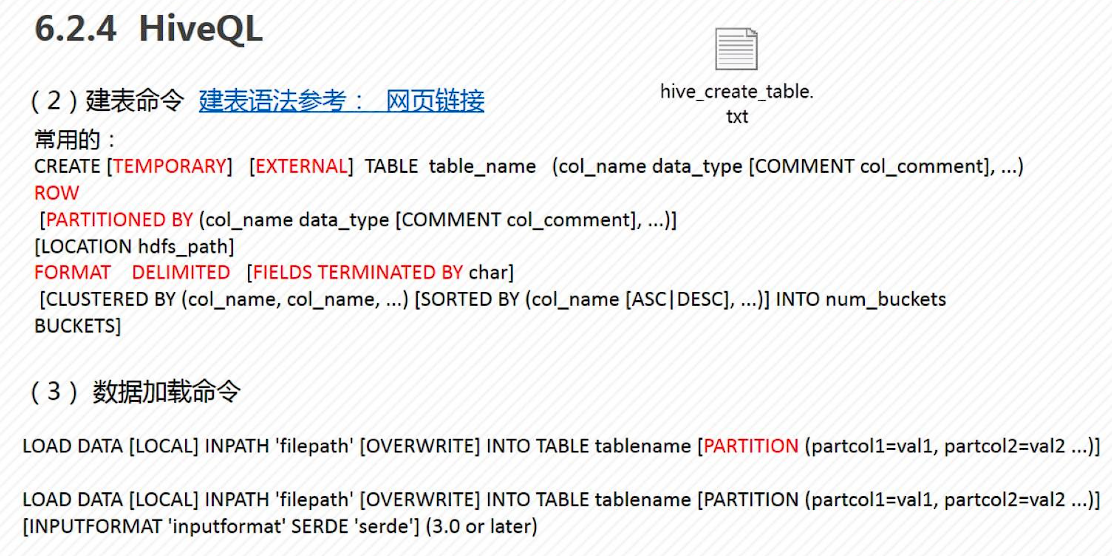 6.2.4 HiveQL
hive_create_table.
txt
（2）建表命令 建表语法参考： 网页链接
常用的：
CREATE [TEMPORARY] [EXTERNAL] TABLE table_name (col_name data_type [COMMENT col_comment], ...)
ROW
[PARTITIONED BY (col_name data_type [COMMENT col_comment], ...)]
[LOCATION hdfs_path]
FORMAT DELIMITED [FIELDS TERMINATED BY char]
[CLUSTERED BY (col_name, col_name, ...) [SORTED BY (col_name [ASC|DESC], ...)] INTO num_buckets
BUCKETS]
（3） 数据加载命令
LOAD DATA [LOCAL] INPATH 'filepath' [OVERWRITE] INTO TABLE tablename [PARTITION (partcol1=val1, partcol2=val2 ...)]
LOAD DATA [LOCAL] INPATH 'filepath' [OVERWRITE] INTO TABLE tablename [PARTITION (partcol1=val1, partcol2=val2 ...)]
[INPUTFORMAT 'inputformat' SERDE 'serde'] (3.0 or later)